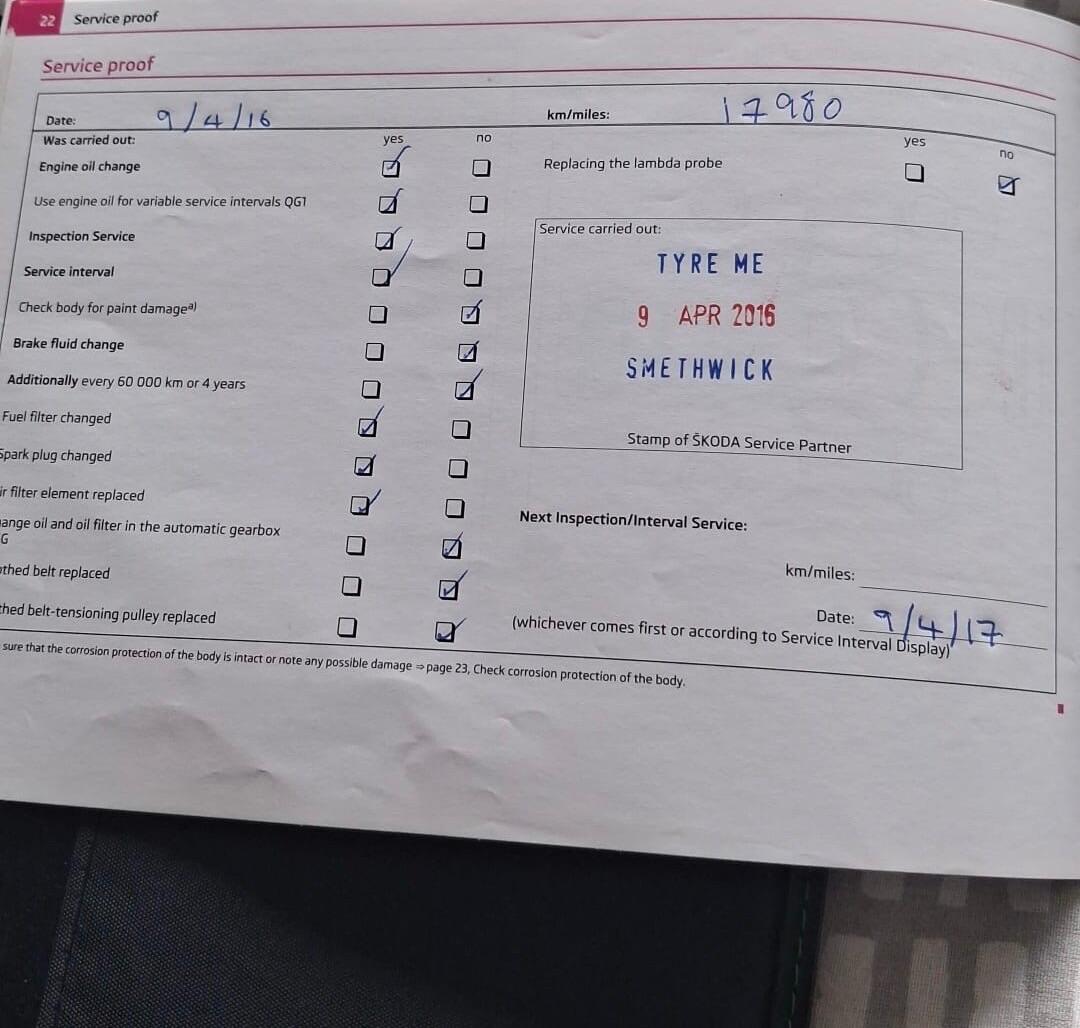 22 Service proof
Service proof
Date: 9/4/16 km/miles: 17980
Was carried out: yes no yes no
Engine oil change
Replacing the lambda probe
Use engine oil for variable service intervals QG1
Inspection Service
Service carried out:
Service interval
TYRE ME
Check body for paint damage a)
9 APR 2016
Brake fluid change
SMETHWICK
Additionally every 60 000 km or 4 years
Fuel filter changed
Stamp of ŠKODA Service Partner
Spark plug changed
ir filter element replaced
Next Inspection/Interval Service:
ange oil and oil filter in the automatic gearbox
G
km/miles:
thed belt replaced
Date: 9/4/17
thed belt-tensioning pulley replaced
(whichever comes first or according to Service Interval Display)
sure that the corrosion protection of the body is intact or note any possible damage ⇒ page 23, Check corrosion protection of the body.